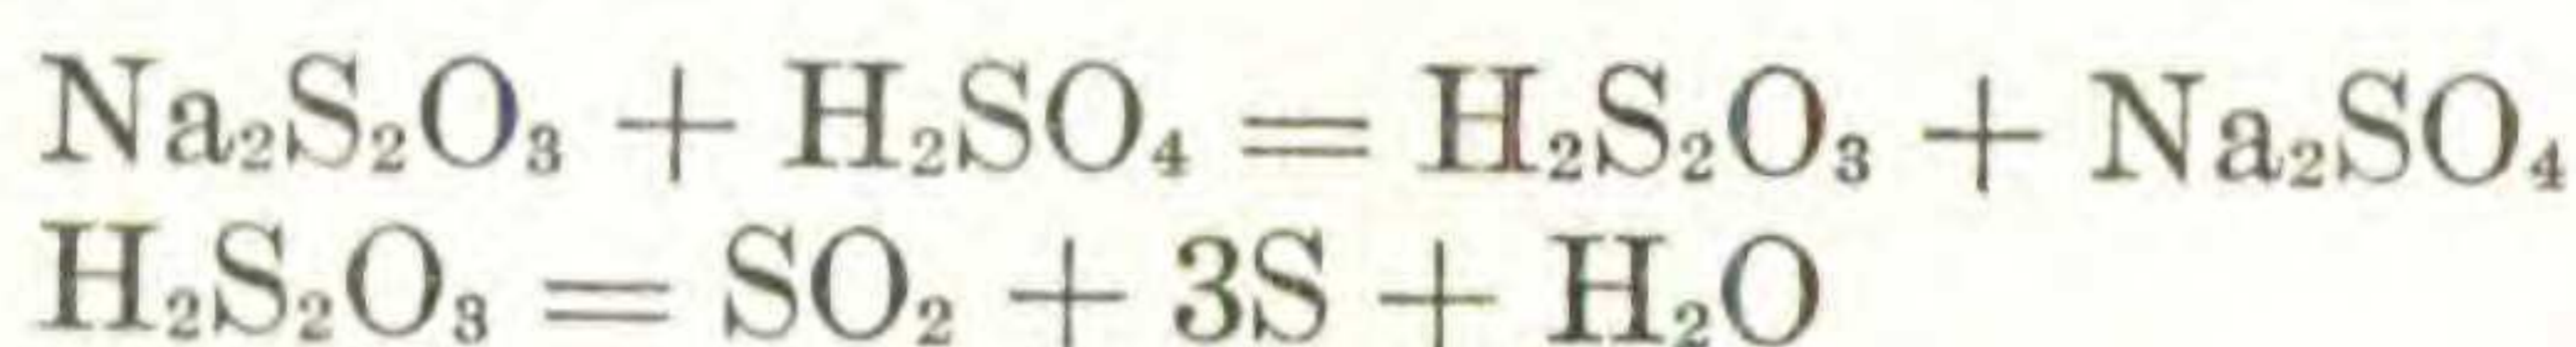 Na₂S₂O₃ + H₂SO₄ = H₂S₂O₃ + Na₂SO₄
H₂S₂O₃ = SO₂ + 3S + H₂O